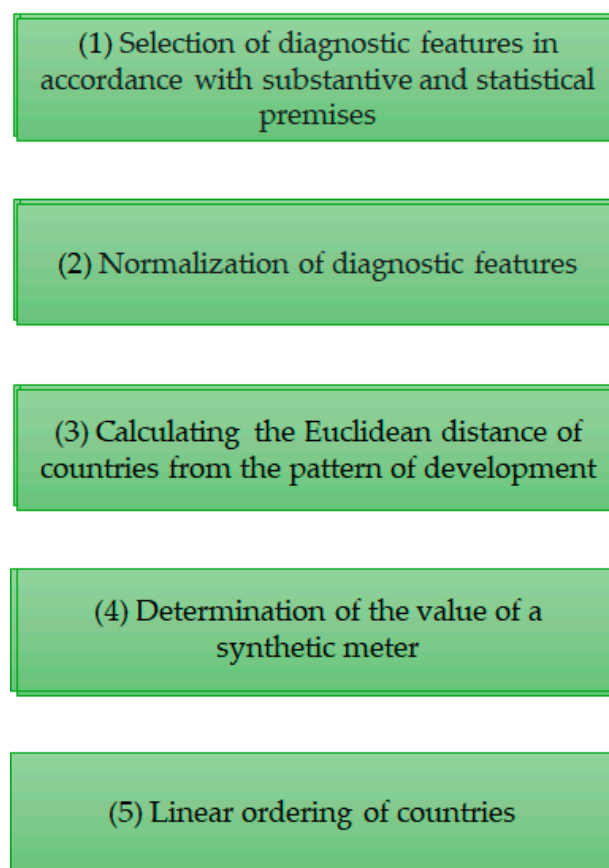 (1) Selection of diagnostic features in
accordance with substantive and statistical
premises
(2) Normalization of diagnostic features
(3) Calculating the Euclidean distance of
countries from the pattern of development
(4) Determination of the value of a
synthetic meter
(5) Linear ordering of countries